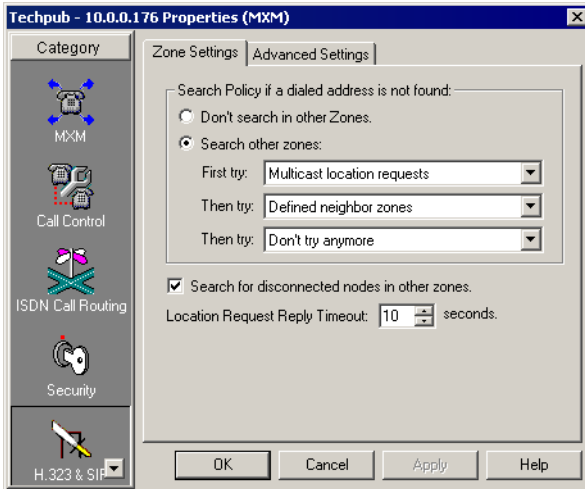 Techpub - 10.0.0.176 Properties (MXM)
Category
MXM
Call Control
ISDN Call Routing
Security
H.323 & SIP
Zone Settings
Advanced Settings
Search Policy if a dialed address is not found:
Don't search in other Zones.
Search other zones:
First try: Multicast location requests
Then try: Defined neighbor zones
Then try: Don't try anymore
Search for disconnected nodes in other zones.
Location Request Reply Timeout: 10 seconds.
OK
Cancel
Apply
Help